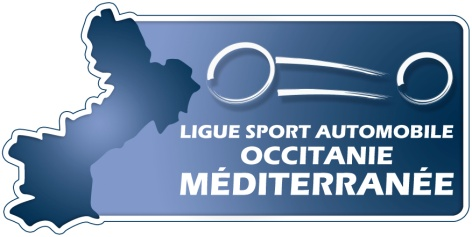 LIGUE SPORT AUTOMOBILE
OCCITANIE
MÉDITERRANÉE